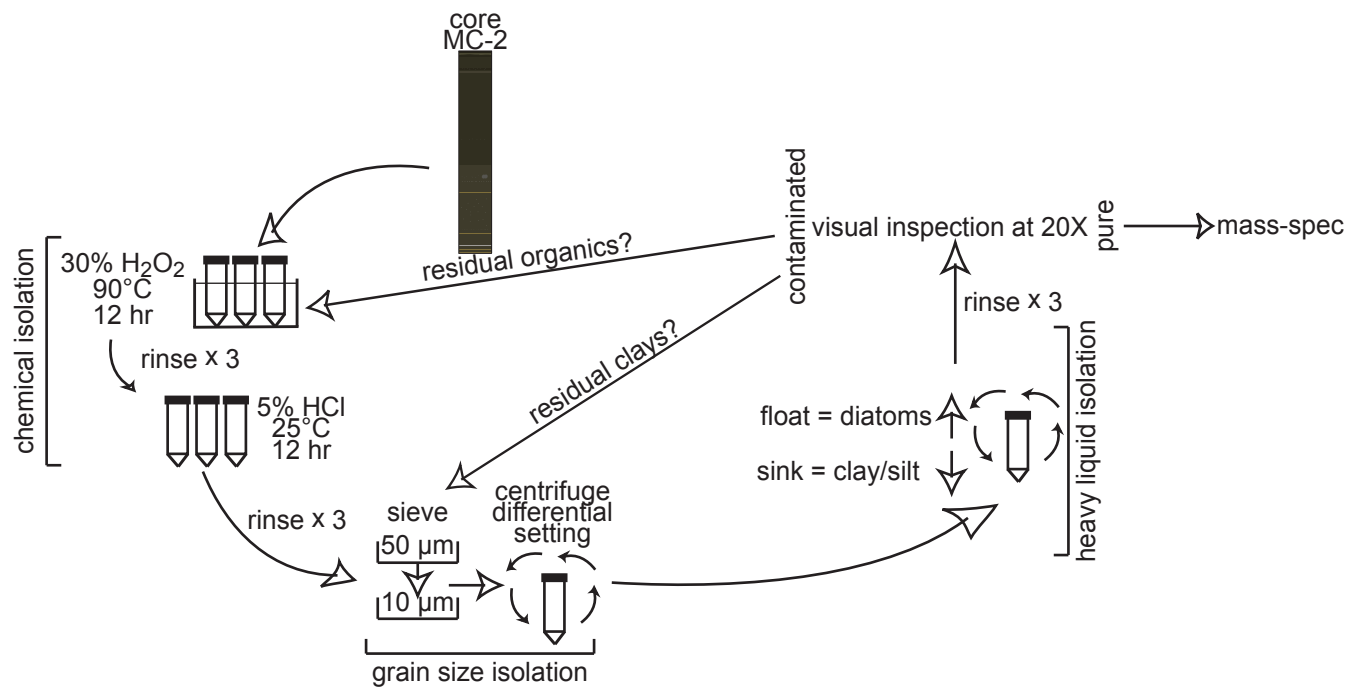 core
MC-2
chemical isolation
30% H₂O₂
90°C
12 hr
rinse x 3
5% HCl
25°C
12 hr
rinse x 3
sieve
50 µm
10 µm
centrifuge
differential
setting
grain size isolation
residual organics?
residual clays?
contaminated
visual inspection at 20X
pure
mass-spec
rinse x 3
float = diatoms
sink = clay/silt
heavy liquid isolation